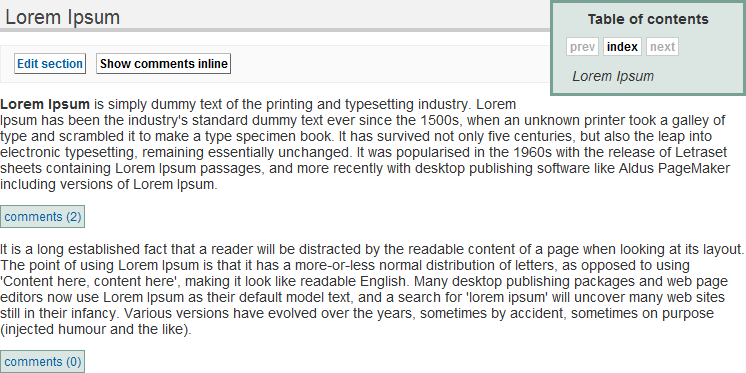 Lorem Ipsum
Table of contents
prev index next
Lorem Ipsum
Edit section Show comments inline
Lorem Ipsum is simply dummy text of the printing and typesetting industry. Lorem
Ipsum has been the industry's standard dummy text ever since the 1500s, when an unknown printer took a galley of
type and scrambled it to make a type specimen book. It has survived not only five centuries, but also the leap into
electronic typesetting, remaining essentially unchanged. It was popularised in the 1960s with the release of Letraset
sheets containing Lorem Ipsum passages, and more recently with desktop publishing software like Aldus PageMaker
including versions of Lorem Ipsum.
comments (2)
It is a long established fact that a reader will be distracted by the readable content of a page when looking at its layout.
The point of using Lorem Ipsum is that it has a more-or-less normal distribution of letters, as opposed to using
'Content here, content here', making it look like readable English. Many desktop publishing packages and web page
editors now use Lorem Ipsum as their default model text, and a search for 'lorem ipsum' will uncover many web sites
still in their infancy. Various versions have evolved over the years, sometimes by accident, sometimes on purpose
(injected humour and the like).
comments (0)